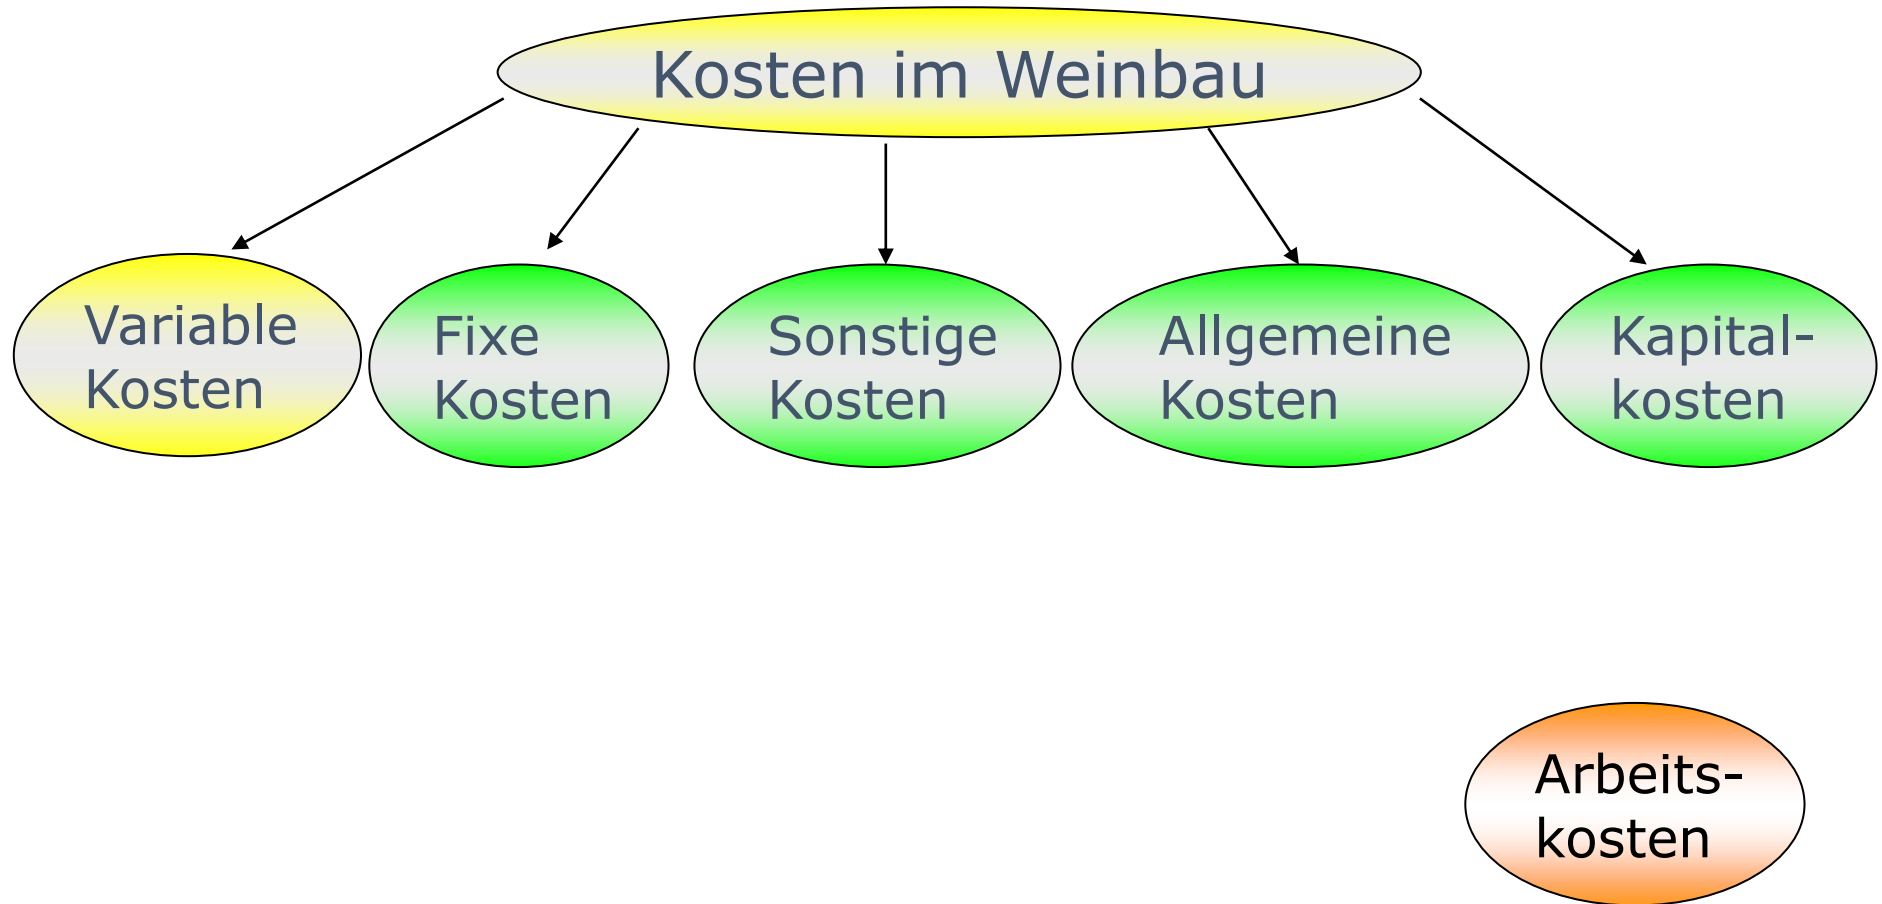 Kosten im Weinbau
Variable
Kosten
Fixe
Kosten
Sonstige
Kosten
Allgemeine
Kosten
Kapital-
kosten
Arbeits-
kosten